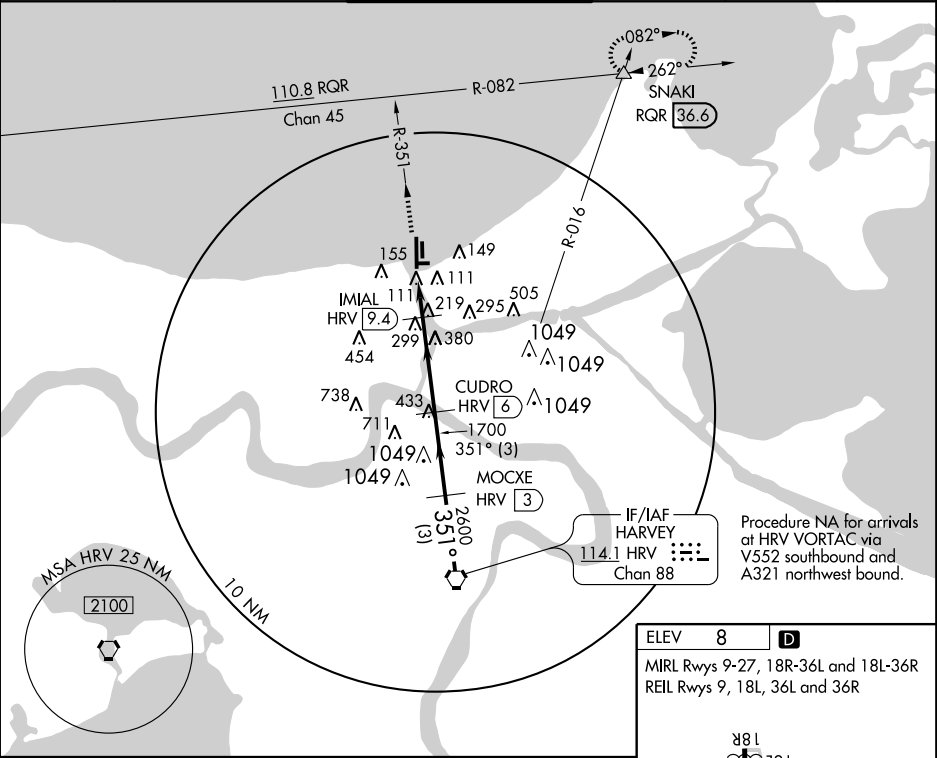 082°
262°
SNAKI
RQR 36.6
110.8 RQR
Chan 45
R-082
R-351
R-016
155
149
111
111
IMIAL
HRV 9.4
219
295
505
299
380
454
1049
1049
1049
738
433
CUDRO
HRV 6
711
1700
351° (3)
1049
1049
MOCXE
HRV 3
2600
351°
(3)
IF/IAF
HARVEY
114.1 HRV
Chan 88
Procedure NA for arrivals
at HRV VORTAC via
V552 southbound and
A321 northwest bound.
MSA HRV 25 NM
2100
10 NM
ELEV 8 D
MIRL Rwys 9-27, 18R-36L and 18L-36R
REIL Rwys 9, 18L, 36L and 36R
18R